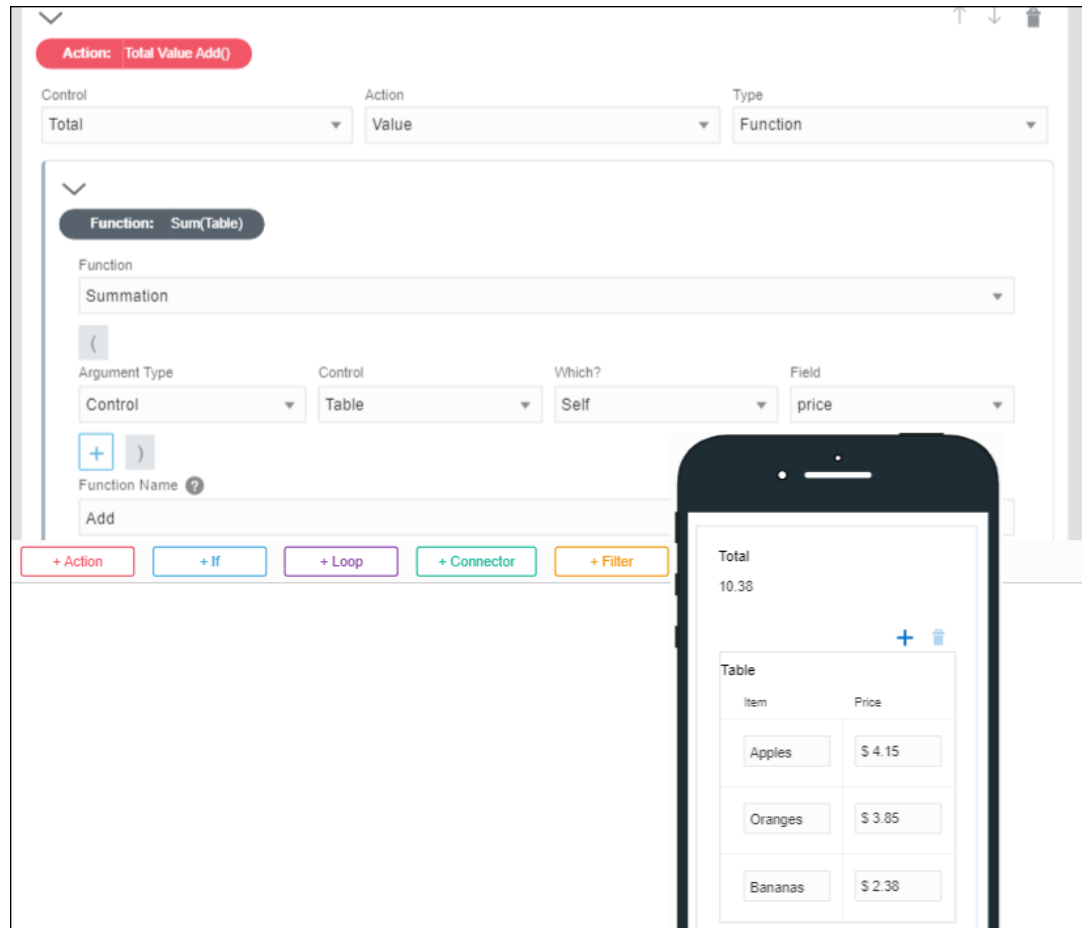 Action: Total Value Add()
Control Action Type
Total Value Function
Function: Sum(Table)
Function
Summation
(
Argument Type Control Which? Field
Control Table Self price
+ )
Function Name ?
Add
+ Action + If + Loop + Connector + Filter
Total
10.38
+
Table
Item Price
Apples $ 4.15
Oranges $ 3.85
Bananas $ 2.38